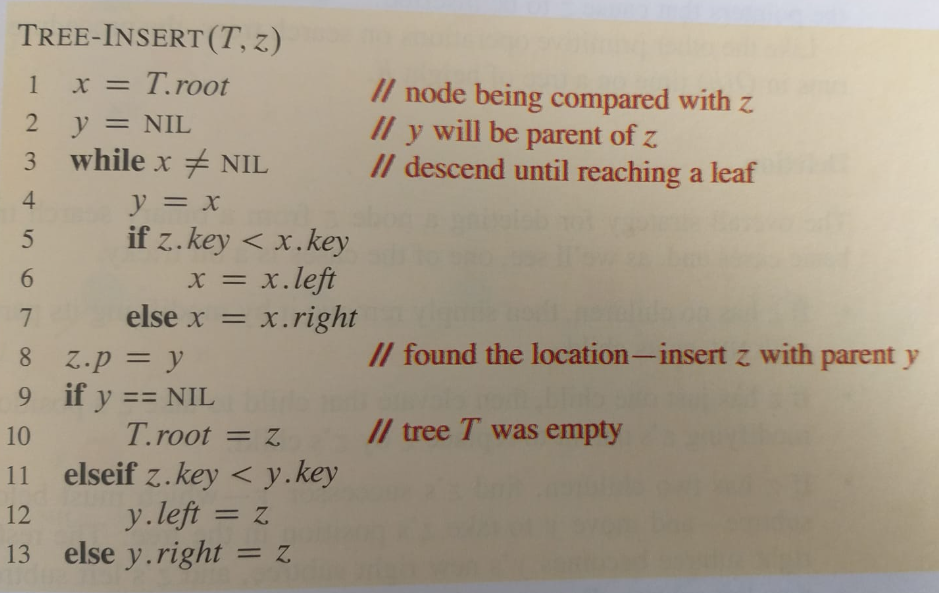 TREE-INSERT(T, z)
1 x = T.root // node being compared with z
2 y = NIL // y will be parent of z
3 while x ≠ NIL // descend until reaching a leaf
4 y = x
5 if z.key < x.key
6 x = x.left
7 else x = x.right
8 z.p = y // found the location—insert z with parent y
9 if y == NIL
10 T.root = z // tree T was empty
11 elseif z.key < y.key
12 y.left = z
13 else y.right = z